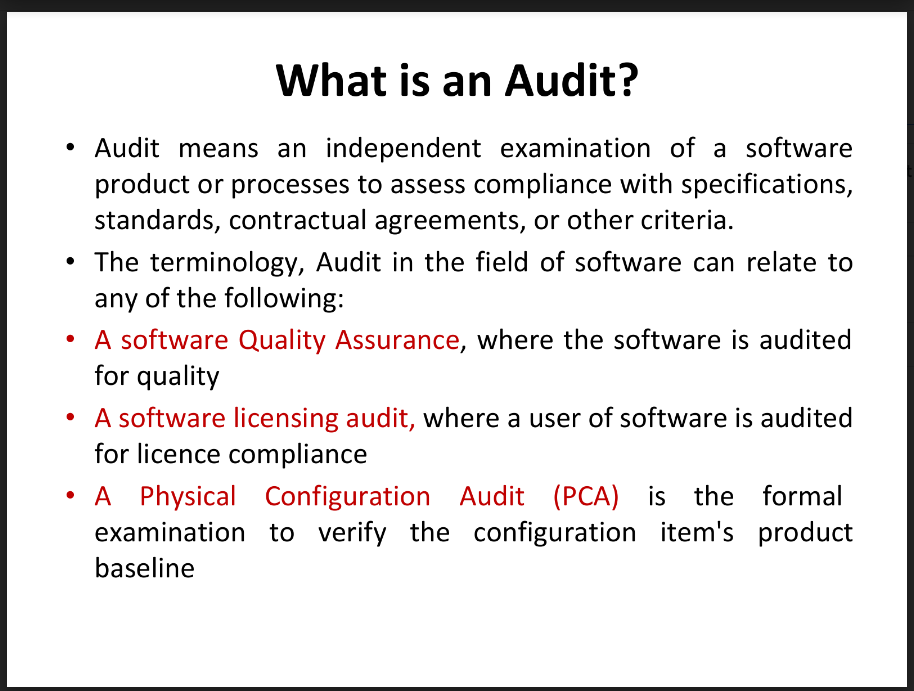 What is an Audit?
• Audit means an independent examination of a software
product or processes to assess compliance with specifications,
standards, contractual agreements, or other criteria.
• The terminology, Audit in the field of software can relate to
any of the following:
• A software Quality Assurance, where the software is audited
for quality
• A software licensing audit, where a user of software is audited
for licence compliance
• A Physical Configuration Audit (PCA) is the formal
examination to verify the configuration item's product
baseline